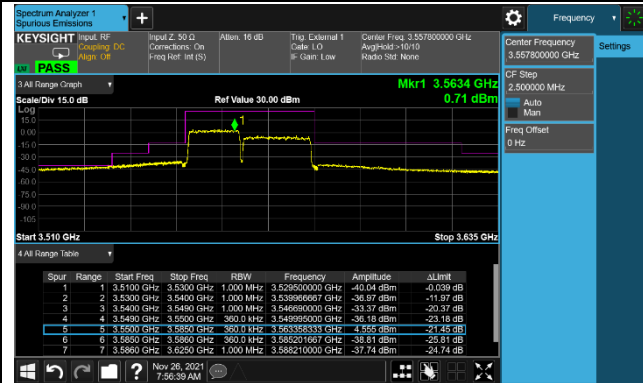 Spectrum Analyzer 1
Spurious Emissions
Frequency
KEYSIGHT
Input: RF
Coupling: DC
Align: Off
Input Z: 50 Ω
Corrections: On
Freq Ref: Int (S)
Atten: 16 dB
Trig: External 1
Gate: LO
IF Gain: Low
Center Freq: 3.557800000 GHz
Avg|Hold:>10/10
Radio Std: None
LXI
PASS
Center Frequency
3.557800000 GHz
Settings
CF Step
2.500000 MHz
Auto
Man
Freq Offset
0 Hz
3 All Range Graph
Mkr1 3.5634 GHz
Scale/Div 15.0 dB
Ref Value 30.00 dBm
0.71 dBm
Log
15.0
0.00
-15.0
-30.0
-45.0
-60.0
-75.0
-90.0
-105
1
Start 3.510 GHz
Stop 3.635 GHz
4 All Range Table
Spur Range Start Freq Stop Freq RBW Frequency Amplitude ΔLimit
1 1 3.5100 GHz 3.5300 GHz 1.000 MHz 3.529500000 GHz -40.04 dBm -0.039 dB
2 2 3.5300 GHz 3.5400 GHz 1.000 MHz 3.539966667 GHz -36.97 dBm -11.97 dB
3 3 3.5400 GHz 3.5490 GHz 1.000 MHz 3.546690000 GHz -33.37 dBm -20.37 dB
4 4 3.5490 GHz 3.5500 GHz 360.0 kHz 3.549995000 GHz -36.18 dBm -23.18 dB
5 5 3.5500 GHz 3.5850 GHz 360.0 kHz 3.563358333 GHz 4.555 dBm -21.45 dB
6 6 3.5850 GHz 3.5860 GHz 360.0 kHz 3.585201667 GHz -38.81 dBm -25.81 dB
7 7 3.5860 GHz 3.6250 GHz 1.000 MHz 3.588210000 GHz -37.74 dBm -24.74 dB
?
Nov 26, 2021
7:56:39 AM